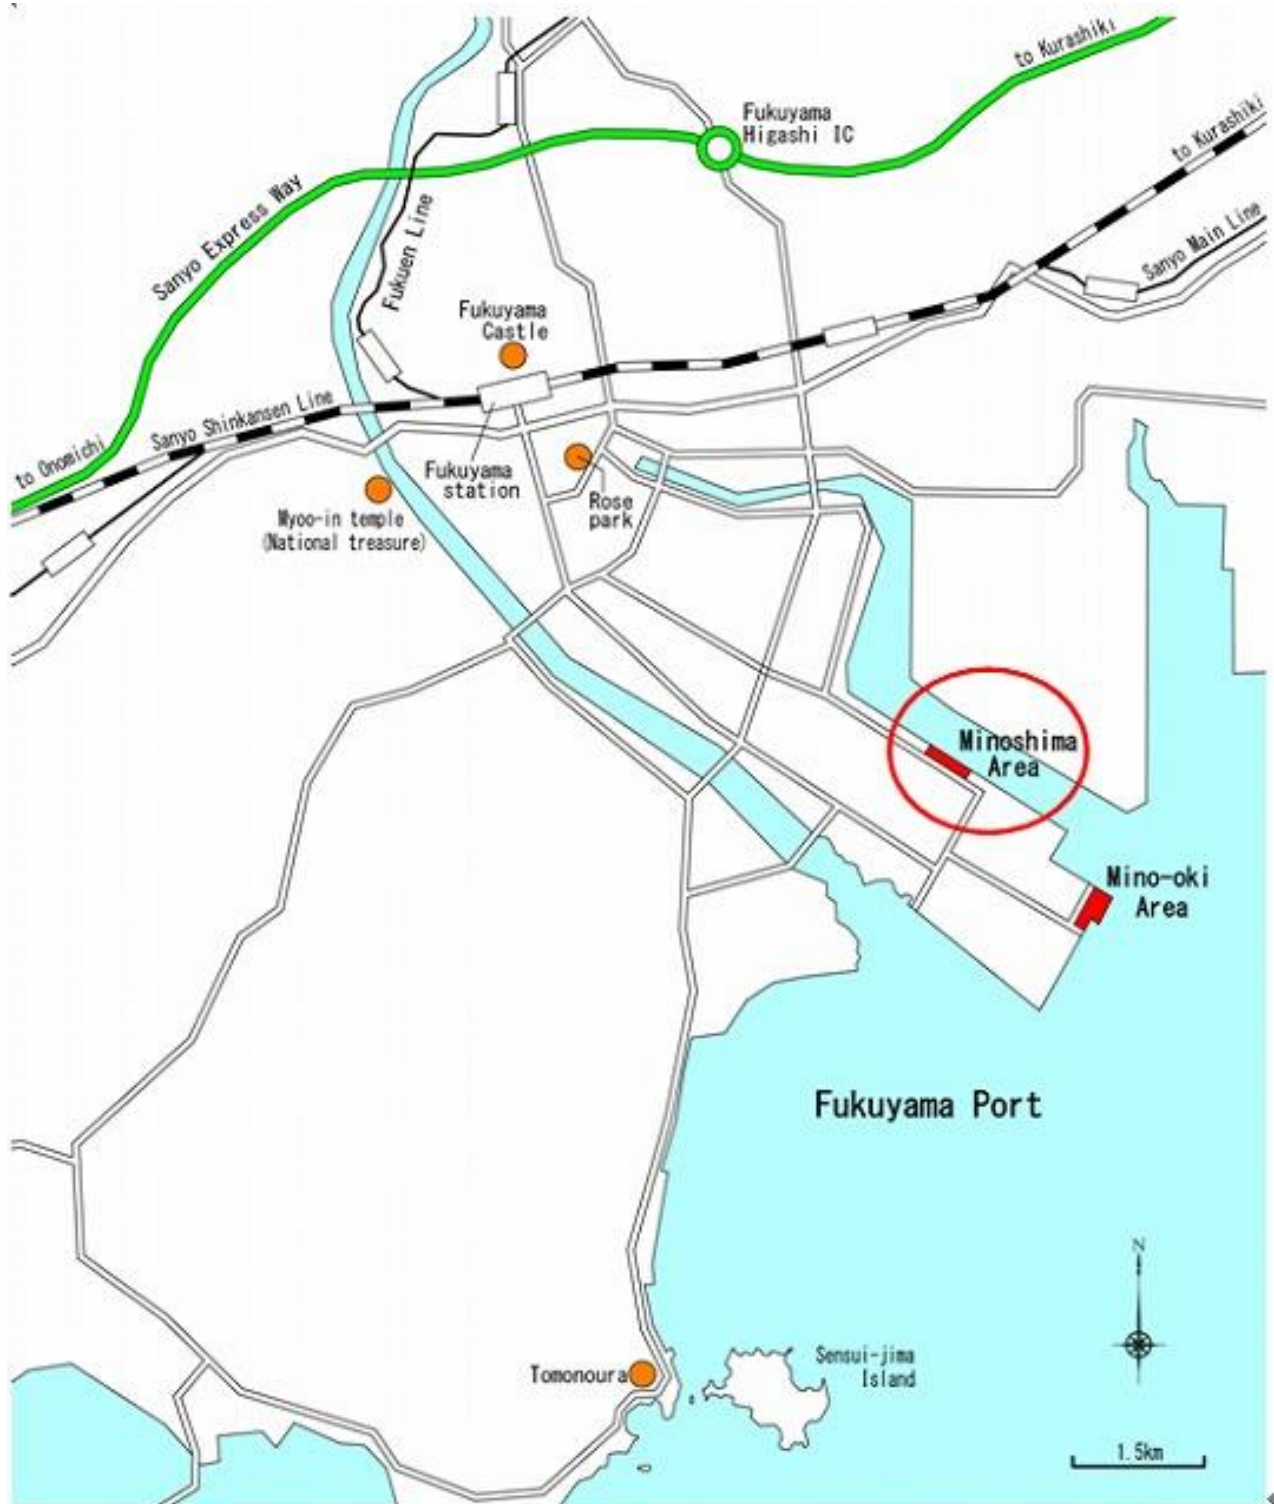 to Kurashiki
Fukuyama
Higashi IC
to Kurashiki
Sanyo Express Way
Fukuen Line
Sanyo Main Line
Fukuyama
Castle
Sanyo Shinkansen Line
to Onomichi
Fukuyama
station
Rose
park
Myoo-in temple
(National treasure)
Minoshima
Area
Mino-oki
Area
Fukuyama Port
N
Sensui-jima
Island
Tomonoura
1.5km